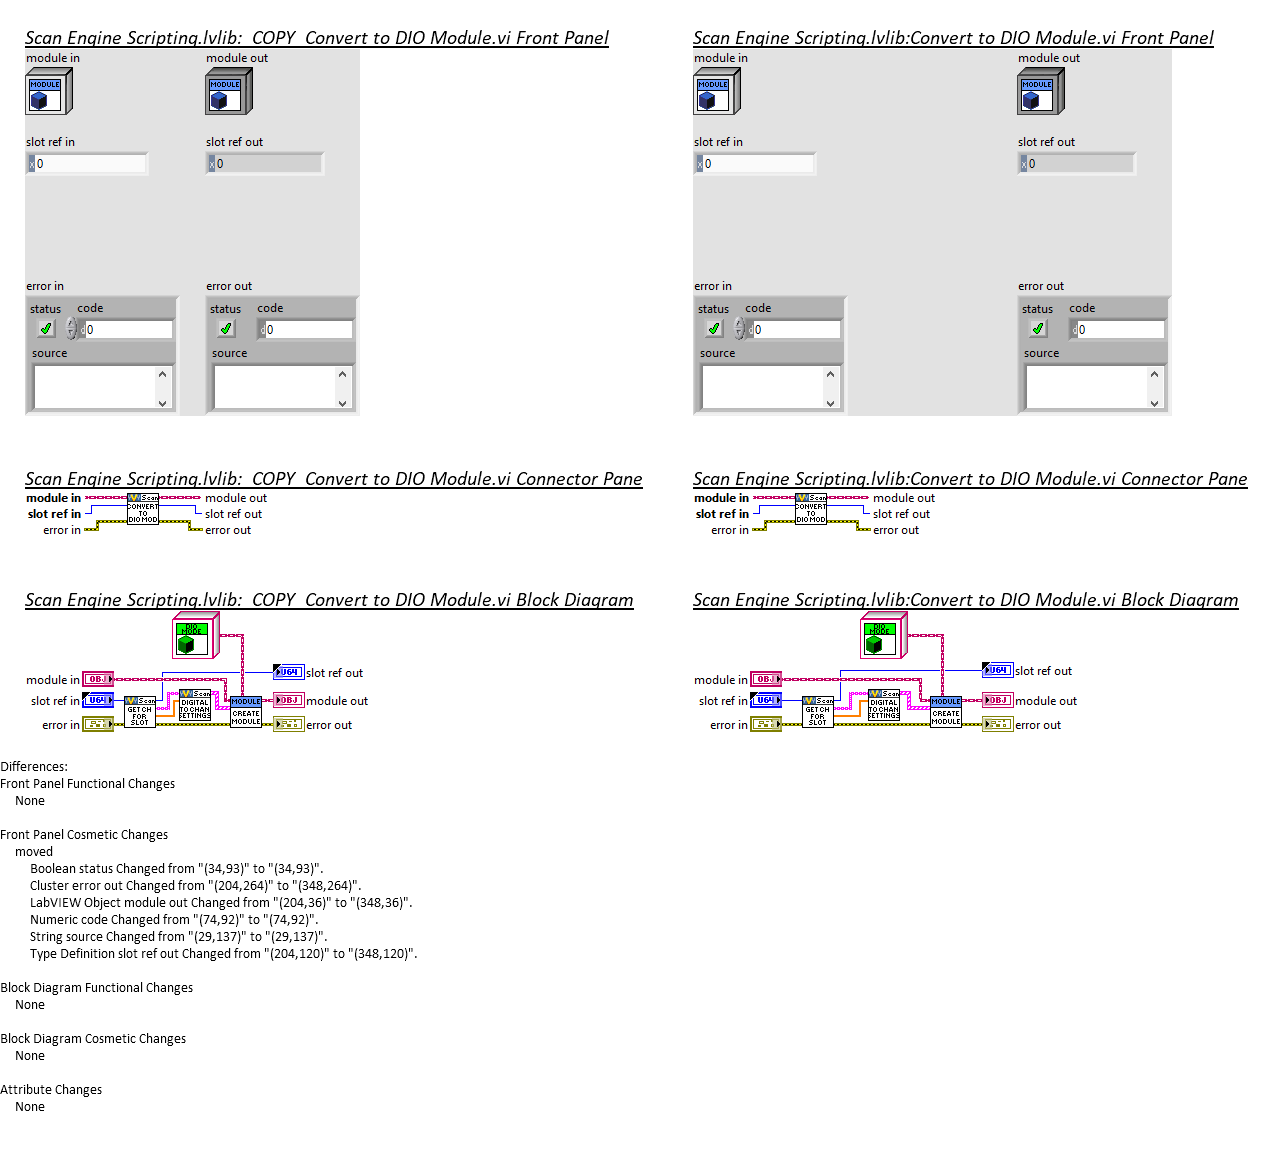 Scan Engine Scripting.lvlib:  COPY  Convert to DIO Module.vi Front Panel
module in
module out
MODULE
MODULE
slot ref in
slot ref out
x 0
x 0
error in
error out
status
code
status
code
d 0
d 0
source
source
Scan Engine Scripting.lvlib:Convert to DIO Module.vi Front Panel
module in
module out
MODULE
MODULE
slot ref in
slot ref out
x 0
x 0
error in
error out
status
code
status
code
d 0
d 0
source
source
Scan Engine Scripting.lvlib:  COPY  Convert to DIO Module.vi Connector Pane
module in
slot ref in
error in
Scan
CONVERT
TO
DIO MOD
module out
slot ref out
error out
Scan Engine Scripting.lvlib:Convert to DIO Module.vi Connector Pane
module in
slot ref in
error in
Scan
CONVERT
TO
DIO MOD
module out
slot ref out
error out
Scan Engine Scripting.lvlib:  COPY  Convert to DIO Module.vi Block Diagram
DIO
MODE
module in
OBJ
slot ref in
U64
error in
Scan
GET CH
FOR
SLOT
Scan
DIGITAL
TO CHAN
SETTINGS
MODULE
CREATE
MODULE
U64
slot ref out
OBJ
module out
error out
Scan Engine Scripting.lvlib:Convert to DIO Module.vi Block Diagram
DIO
MODE
module in
OBJ
slot ref in
U64
error in
Scan
GET CH
FOR
SLOT
Scan
DIGITAL
TO CHAN
SETTINGS
MODULE
CREATE
MODULE
U64
slot ref out
OBJ
module out
error out
Differences:
Front Panel Functional Changes
None
Front Panel Cosmetic Changes
moved
Boolean status Changed from "(34,93)" to "(34,93)".
Cluster error out Changed from "(204,264)" to "(348,264)".
LabVIEW Object module out Changed from "(204,36)" to "(348,36)".
Numeric code Changed from "(74,92)" to "(74,92)".
String source Changed from "(29,137)" to "(29,137)".
Type Definition slot ref out Changed from "(204,120)" to "(348,120)".
Block Diagram Functional Changes
None
Block Diagram Cosmetic Changes
None
Attribute Changes
None